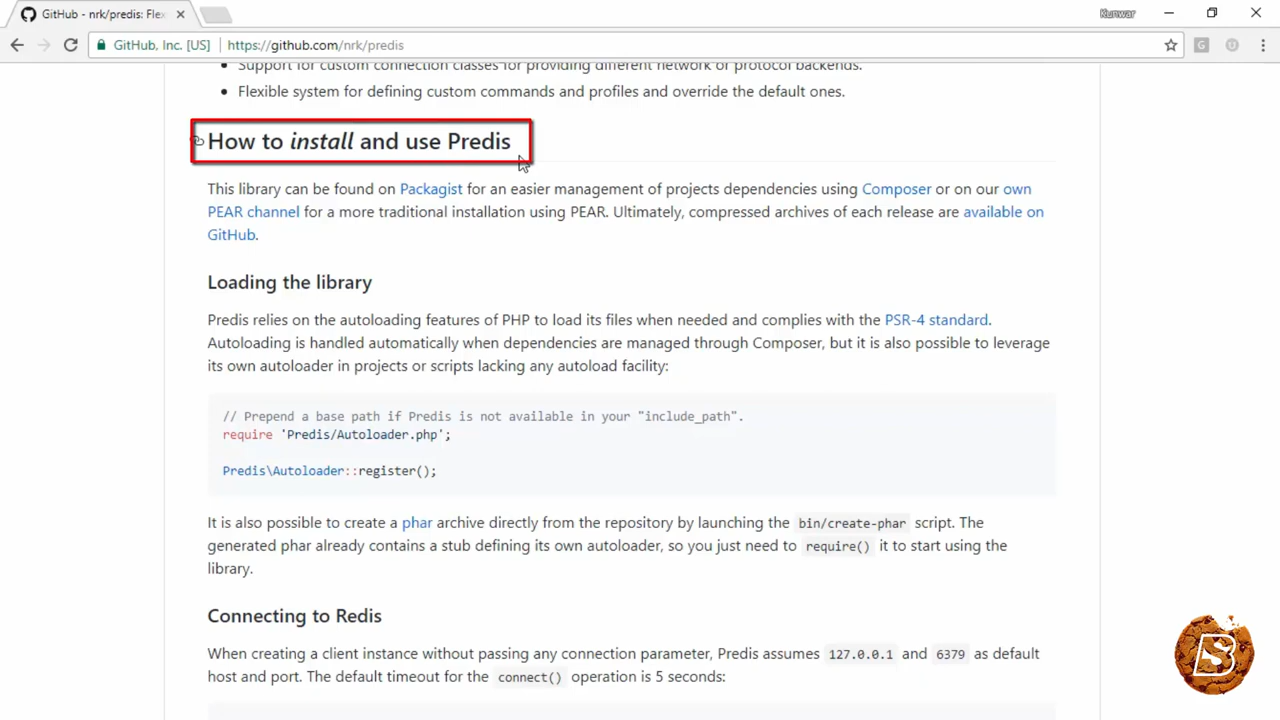 GitHub - nrk/predis: Flex
Kunwar
GitHub, Inc. [US] https://github.com/nrk/predis
Support for custom connection classes for providing different network or protocol backends.
Flexible system for defining custom commands and profiles and override the default ones.
How to install and use Predis
This library can be found on Packagist for an easier management of projects dependencies using Composer or on our own
PEAR channel for a more traditional installation using PEAR. Ultimately, compressed archives of each release are available on
GitHub.
Loading the library
Predis relies on the autoloading features of PHP to load its files when needed and complies with the PSR-4 standard.
Autoloading is handled automatically when dependencies are managed through Composer, but it is also possible to leverage
its own autoloader in projects or scripts lacking any autoload facility:
// Prepend a base path if Predis is not available in your "include_path".
require 'Predis/Autoloader.php';
Predis\Autoloader::register();
It is also possible to create a phar archive directly from the repository by launching the bin/create-phar script. The
generated phar already contains a stub defining its own autoloader, so you just need to require() it to start using the
library.
Connecting to Redis
When creating a client instance without passing any connection parameter, Predis assumes 127.0.0.1 and 6379 as default
host and port. The default timeout for the connect() operation is 5 seconds: